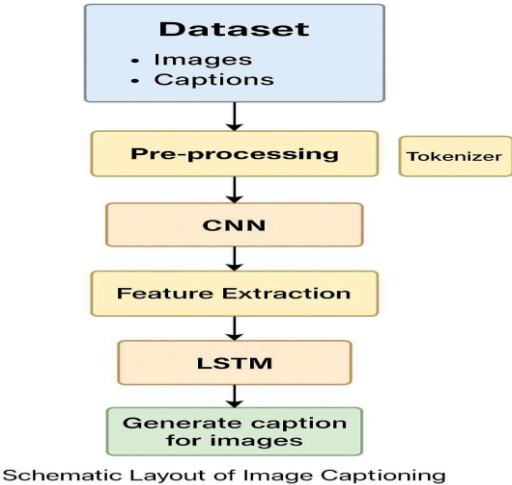 Dataset
• Images
• Captions
Pre-processing
Tokenizer
CNN
Feature Extraction
LSTM
Generate caption
for images
Schematic Layout of Image Captioning